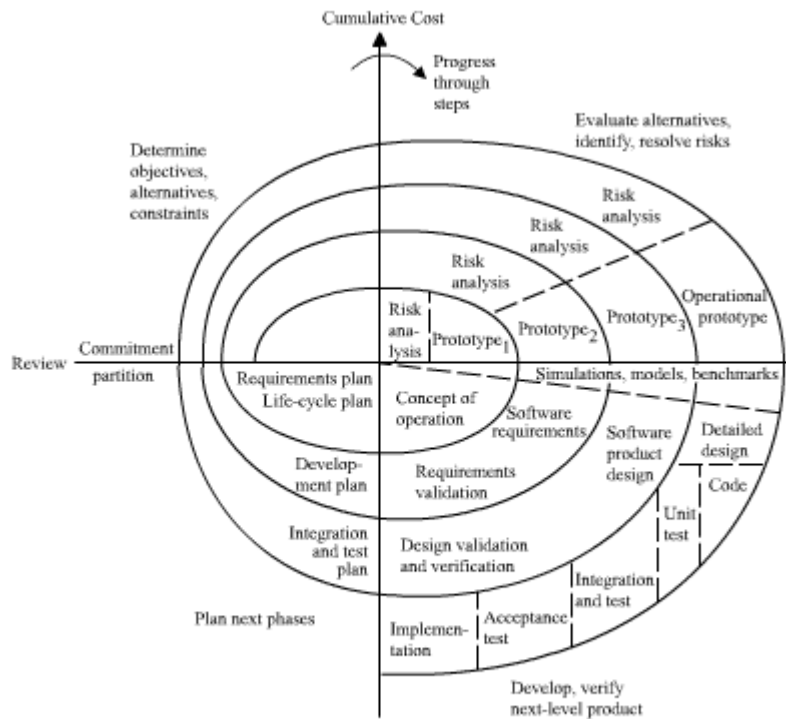 Cumulative Cost
Progress
through
steps
Evaluate alternatives,
identify, resolve risks
Determine
objectives,
alternatives,
constraints
Risk
analysis
Risk
analysis
Risk
analysis
Risk
ana-
lysis
Prototype1
Prototype2
Prototype3
Operational
prototype
Review
Commitment
partition
Simulations, models, benchmarks
Requirements plan
Life-cycle plan
Concept of
operation
Software
requirements
Software
product
design
Detailed
design
Code
Unit
test
Develop-
ment plan
Requirements
validation
Integration
and test
plan
Design validation
and verification
Integration
and test
Acceptance
test
Implemen-
tation
Plan next phases
Develop, verify
next-level product